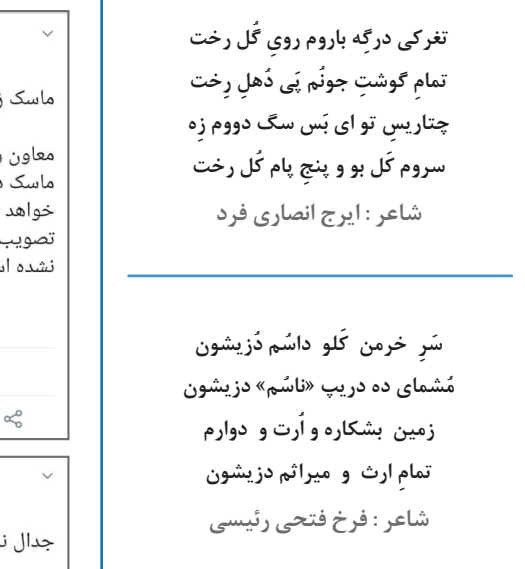 تغرکی درگِه باروم رویِ گُل رخت
تمامِ گوشتِ جونُم پَی دُهلِ رِخت
چتاریسِ تو ای بَس سگ دووم زِه
سروم کَل بو و پنجِ پام کُل رخت
شاعر : ایرج انصاری فرد
سَرِ خرمن کَلو داسُم دُزیشون
مُشمای ده دریپ «ناسُم» دزیشون
زمین بشکاره و اُرت و دوارم
تمامِ ارث و میراثم دزیشون
شاعر : فرخ فتحی رئیسی
ماسک
معاون
ماسک
خواهد
تصویب
نشده
جدال